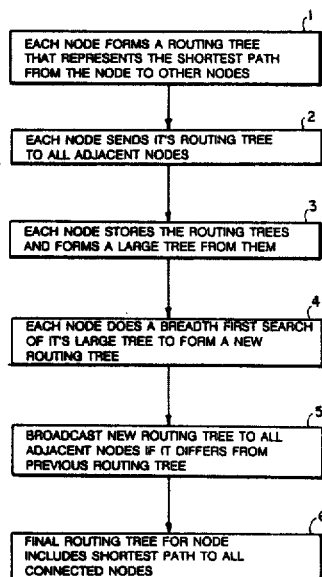 1
EACH NODE FORMS A ROUTING TREE
THAT REPRESENTS THE SHORTEST PATH
FROM THE NODE TO OTHER NODES
2
EACH NODE SENDS IT'S ROUTING TREE
TO ALL ADJACENT NODES
3
EACH NODE STORES THE ROUTING TREES
AND FORMS A LARGE TREE FROM THEM
4
EACH NODE DOES A BREADTH FIRST SEARCH
OF IT'S LARGE TREE TO FORM A NEW
ROUTING TREE
5
BROADCAST NEW ROUTING TREE TO ALL
ADJACENT NODES IF IT DIFFERS FROM
PREVIOUS ROUTING TREE
6
FINAL ROUTING TREE FOR NODE
INCLUDES SHORTEST PATH TO ALL
CONNECTED NODES